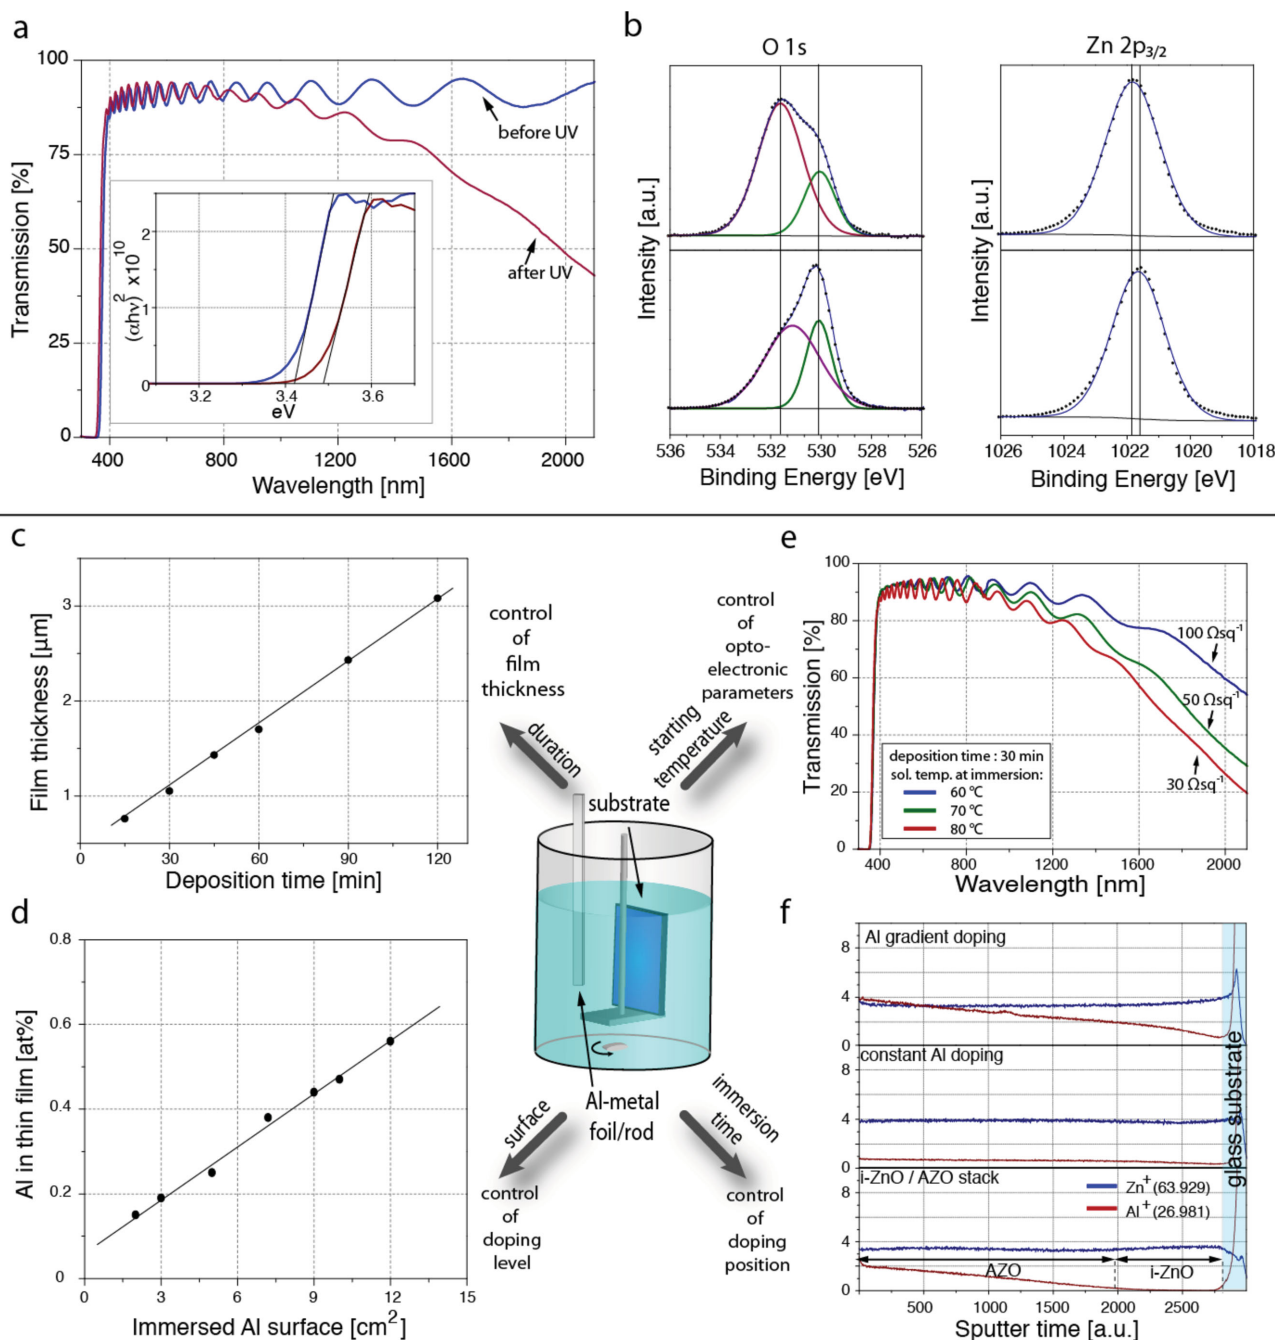 a
100
75
50
25
0
Transmission [%]
before UV
after UV
2
1
0
(αhν)² x10¹⁰
3.2
3.4
3.6
eV
400
800
1200
1600
2000
Wavelength [nm]
b
O 1s
Zn 2p3/2
Intensity [a.u.]
Intensity [a.u.]
536
534
532
530
528
526
Binding Energy [eV]
1026
1024
1022
1020
1018
Binding Energy [eV]
c
3
2
1
Film thickness [µm]
0
30
60
90
120
Deposition time [min]
control
of
film
thickness
duration
control
of
opto-
electronic
parameters
starting
temperature
substrate
Al-metal
foil/rod
surface
control
of
doping
level
immersion
time
control
of
doping
position
d
0.8
0.6
0.4
0.2
0
Al in thin film [at%]
0
3
6
9
12
15
Immersed Al surface [cm²]
e
100
80
60
40
20
0
Transmission [%]
100 Ωsq⁻¹
50 Ωsq⁻¹
30 Ωsq⁻¹
deposition time : 30 min
sol. temp. at immersion:
60 °C
70 °C
80 °C
400
800
1200
1600
2000
Wavelength [nm]
f
Al gradient doping
8
4
0
constant Al doping
8
4
0
i-ZnO / AZO stack
8
4
0
Zn⁺(63.929)
Al⁺(26.981)
AZO
i-ZnO
glass substrate
500
1000
1500
2000
2500
Sputter time [a.u.]